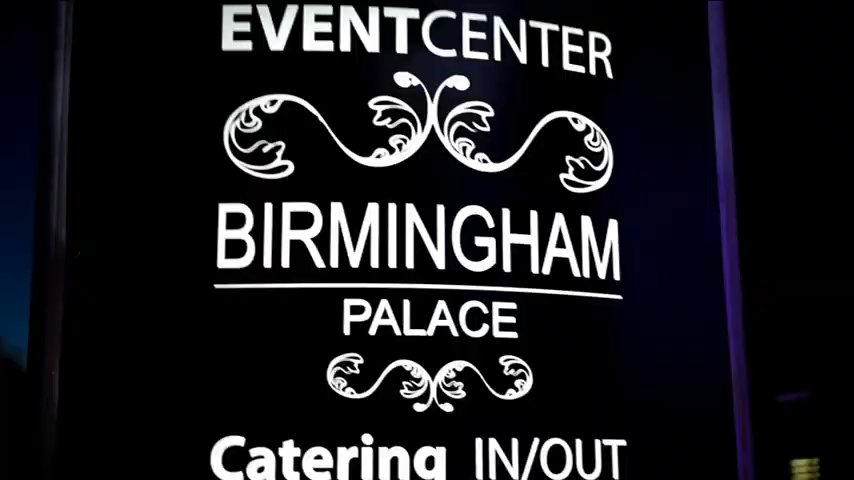 EVENTCENTER
BIRMINGHAM
PALACE
Catering IN/OUT